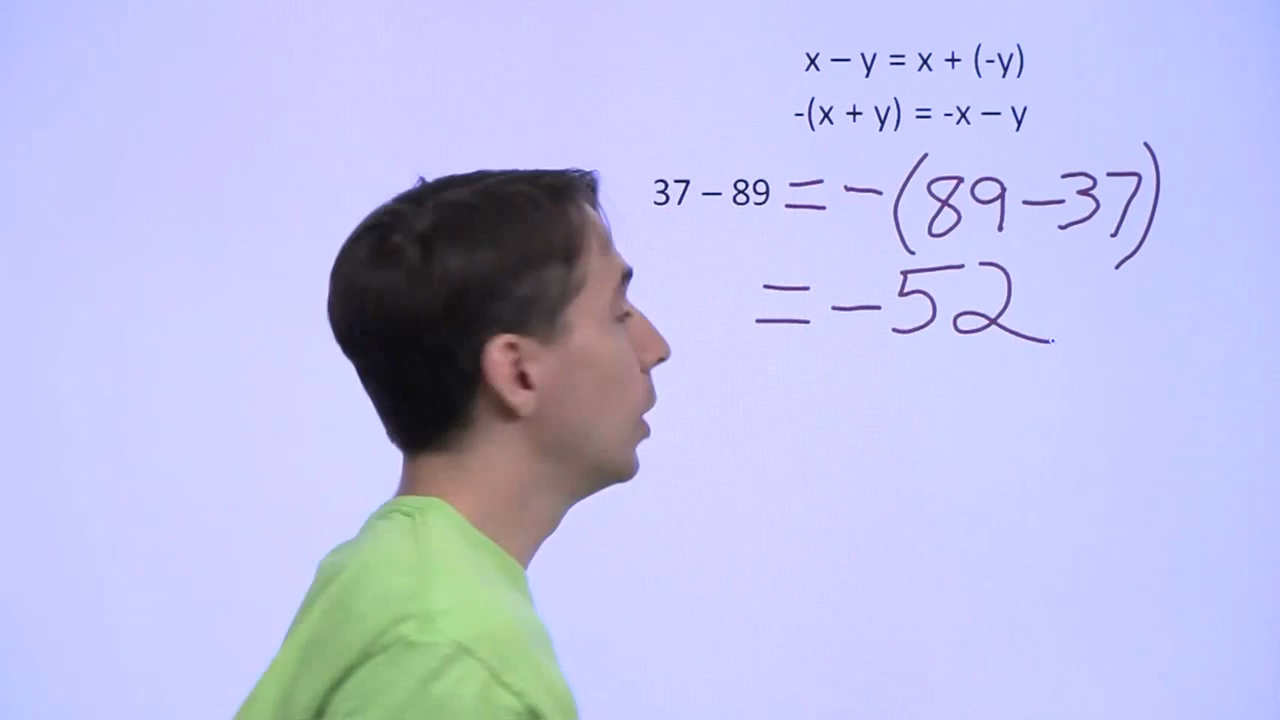 x – y = x + (-y)
-(x + y) = -x – y
37 – 89 = -(89-37)
= -52